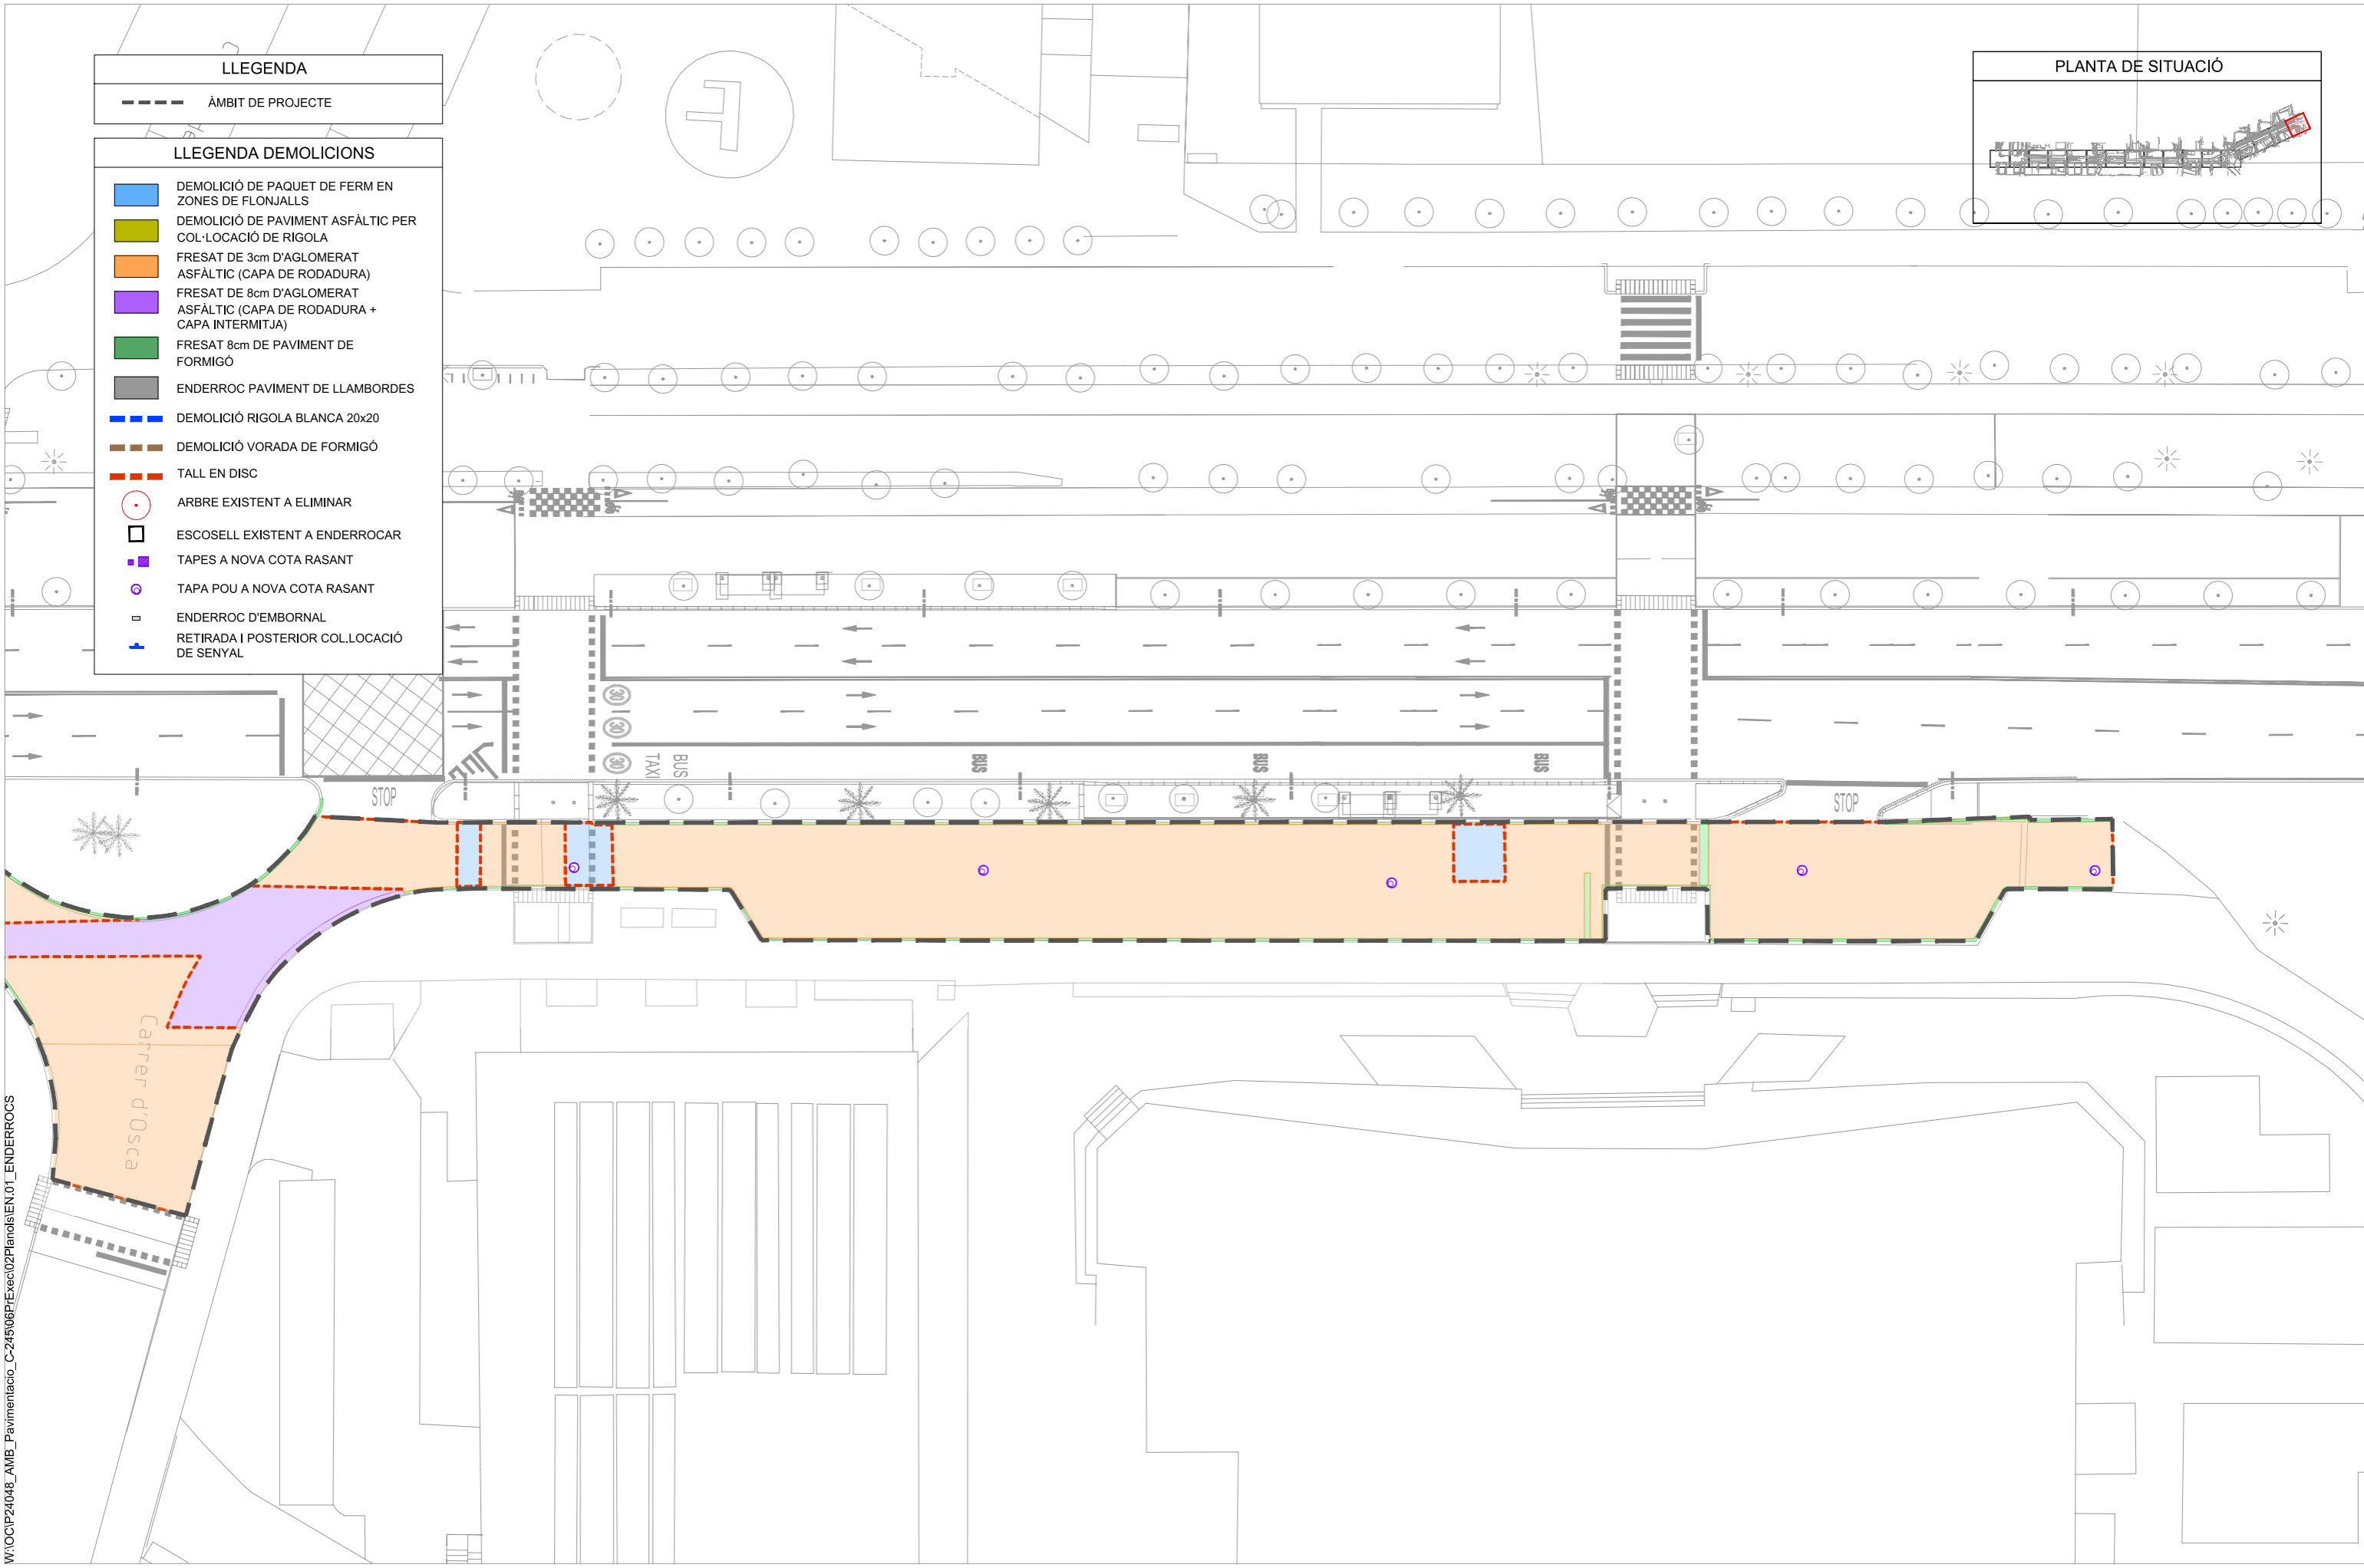 LLEGENDA
ÀMBIT DE PROJECTE
LLEGENDA DEMOLICIONS
DEMOLICIÓ DE PAQUET DE FERM EN
ZONES DE FLONJALLS
DEMOLICIÓ DE PAVIMENT ASFÀLTIC PER
COL·LOCACIÓ DE RIGOLA
FRESAT DE 3cm D'AGLOMERAT
ASFÀLTIC (CAPA DE RODADURA)
FRESAT DE 8cm D'AGLOMERAT
ASFÀLTIC (CAPA DE RODADURA +
CAPA INTERMITJA)
FRESAT 8cm DE PAVIMENT DE
FORMIGÓ
ENDERROC PAVIMENT DE LLAMBORDES
DEMOLICIÓ RIGOLA BLANCA 20x20
DEMOLICIÓ VORADA DE FORMIGÓ
TALL EN DISC
ARBRE EXISTENT A ELIMINAR
ESCOSELL EXISTENT A ENDERROCAR
TAPES A NOVA COTA RASANT
TAPA POU A NOVA COTA RASANT
ENDERROC D'EMBORNAL
RETIRADA I POSTERIOR COL.LOCACIÓ
DE SENYAL
PLANTA DE SITUACIÓ
30
30
30
BUS
TAXI
BUS
BUS
BUS
STOP
STOP
Carrer d'Osca
W:\OC\P24048_AMB_Pavimentacio_C-245\06PrExec\02Planols\EN.01_ENDERROCS